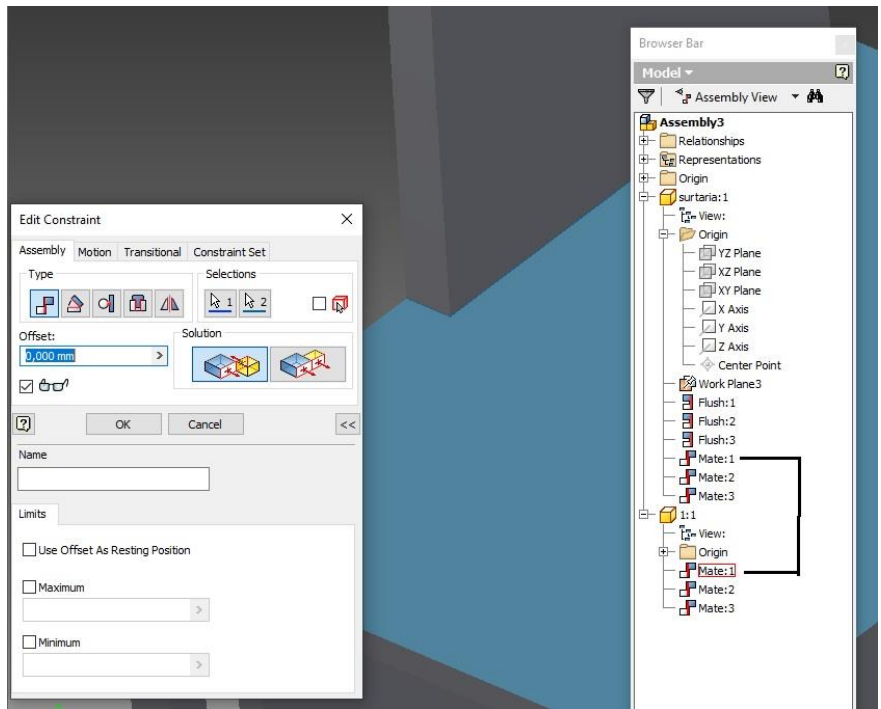 Browser Bar
Model
Assembly View
Assembly3
Relationships
Representations
Origin
surtaria:1
View:
Origin
YZ Plane
XZ Plane
XY Plane
X Axis
Y Axis
Z Axis
Center Point
Work Plane3
Flush:1
Flush:2
Flush:3
Mate:1
Mate:2
Mate:3
1:1
View:
Origin
Mate:1
Mate:2
Mate:3
Edit Constraint
Assembly Motion Transitional Constraint Set
Type Selections
1 2
Offset: Solution
0,000 mm
OK Cancel <<
Name
Limits
Use Offset As Resting Position
Maximum
Minimum